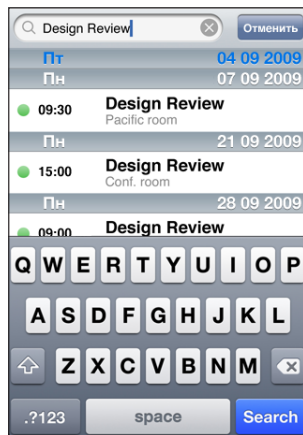 Design Review Отменить
Пт 04 09 2009
Пн 07 09 2009
09:30 Design Review
Pacific room
Пн 21 09 2009
15:00 Design Review
Conf. room
Пн 28 09 2009
09:00 Design Review
Q W E R T Y U I O P
A S D F G H J K L
Z X C V B N M
.?123 space Search